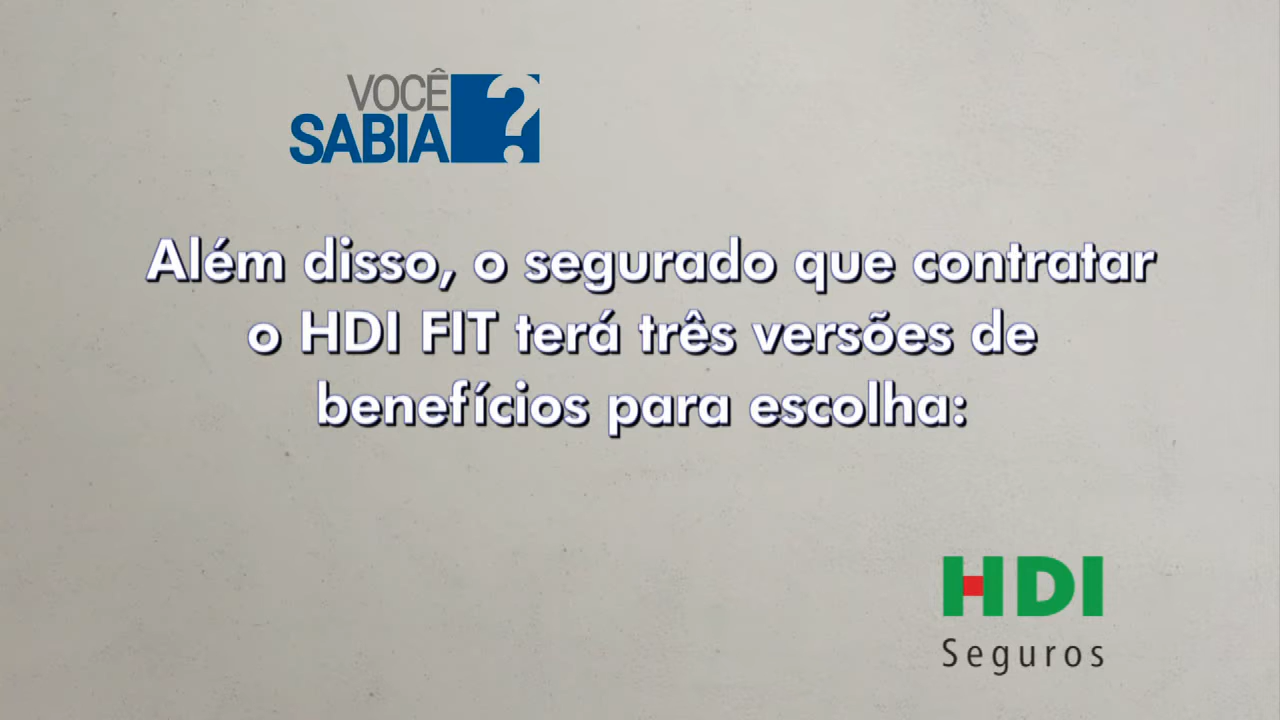 VOCÊ
SABIA?
Além disso, o segurado que contratar
o HDI FIT terá três versões de
benefícios para escolha:
HDI
Seguros